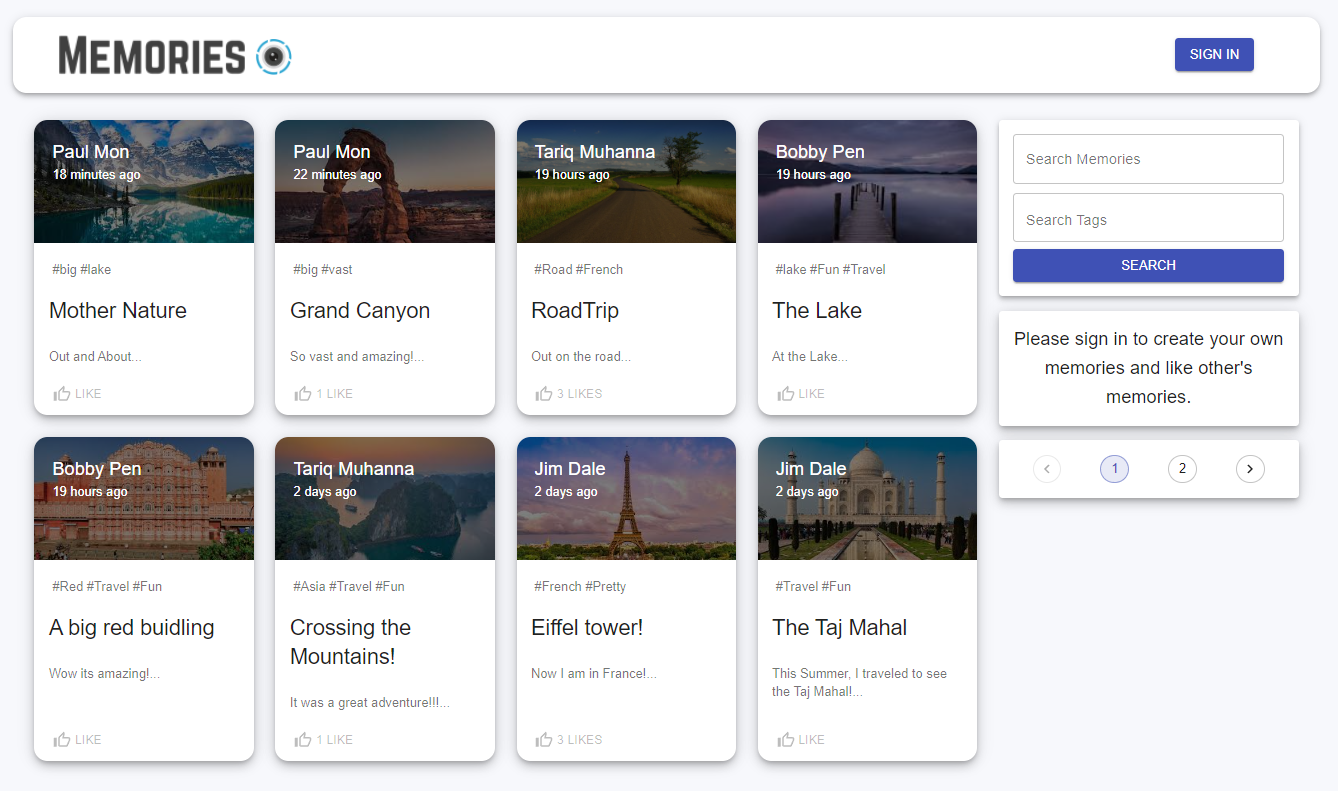 MEMORIES
SIGN IN
Paul Mon
18 minutes ago
#big #lake
Mother Nature
Out and About...
LIKE
Paul Mon
22 minutes ago
#big #vast
Grand Canyon
So vast and amazing!...
1 LIKE
Tariq Muhanna
19 hours ago
#Road #French
RoadTrip
Out on the road...
3 LIKES
Bobby Pen
19 hours ago
#lake #Fun #Travel
The Lake
At the Lake...
LIKE
Bobby Pen
19 hours ago
#Red #Travel #Fun
A big red buidling
Wow its amazing!...
LIKE
Tariq Muhanna
2 days ago
#Asia #Travel #Fun
Crossing the
Mountains!
It was a great adventure!!!...
1 LIKE
Jim Dale
2 days ago
#French #Pretty
Eiffel tower!
Now I am in France!...
3 LIKES
Jim Dale
2 days ago
#Travel #Fun
The Taj Mahal
This Summer, I traveled to see
the Taj Mahal!...
LIKE
Search Memories
Search Tags
SEARCH
Please sign in to create your own
memories and like other's
memories.
1 2